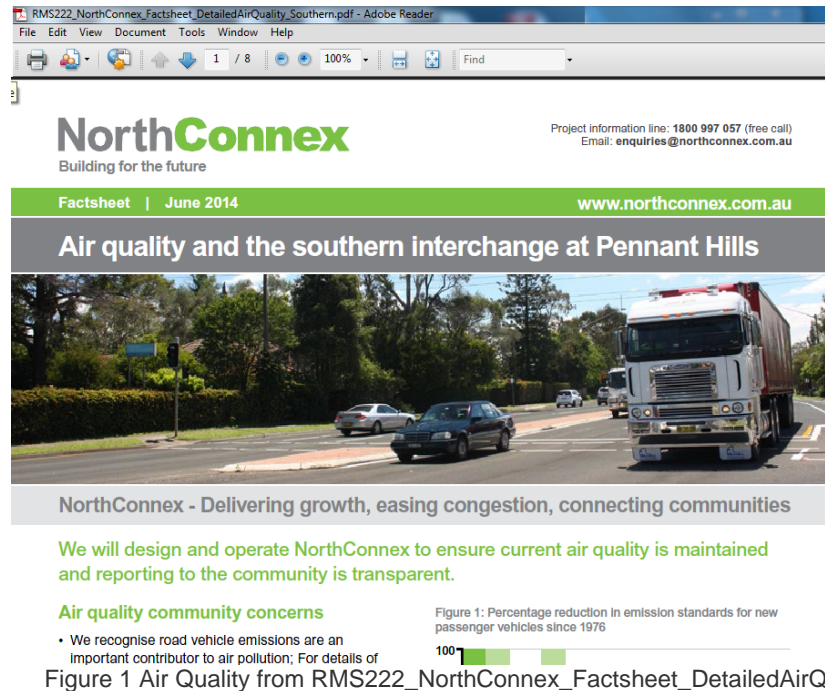 RMS222_NorthConnex_Factsheet_DetailedAirQuality_Southern.pdf - Adobe Reader
File Edit View Document Tools Window Help
1 / 8 100% Find
NorthConnex
Building for the future
Project information line: 1800 997 057 (free call)
Email: enquiries@northconnex.com.au
Factsheet | June 2014
www.northconnex.com.au
Air quality and the southern interchange at Pennant Hills
NorthConnex - Delivering growth, easing congestion, connecting communities
We will design and operate NorthConnex to ensure current air quality is maintained
and reporting to the community is transparent.
Air quality community concerns
• We recognise road vehicle emissions are an
important contributor to air pollution; For details of
Figure 1: Percentage reduction in emission standards for new
passenger vehicles since 1976
100
Figure 1 Air Quality from RMS222_NorthConnex_Factsheet_DetailedAirQ